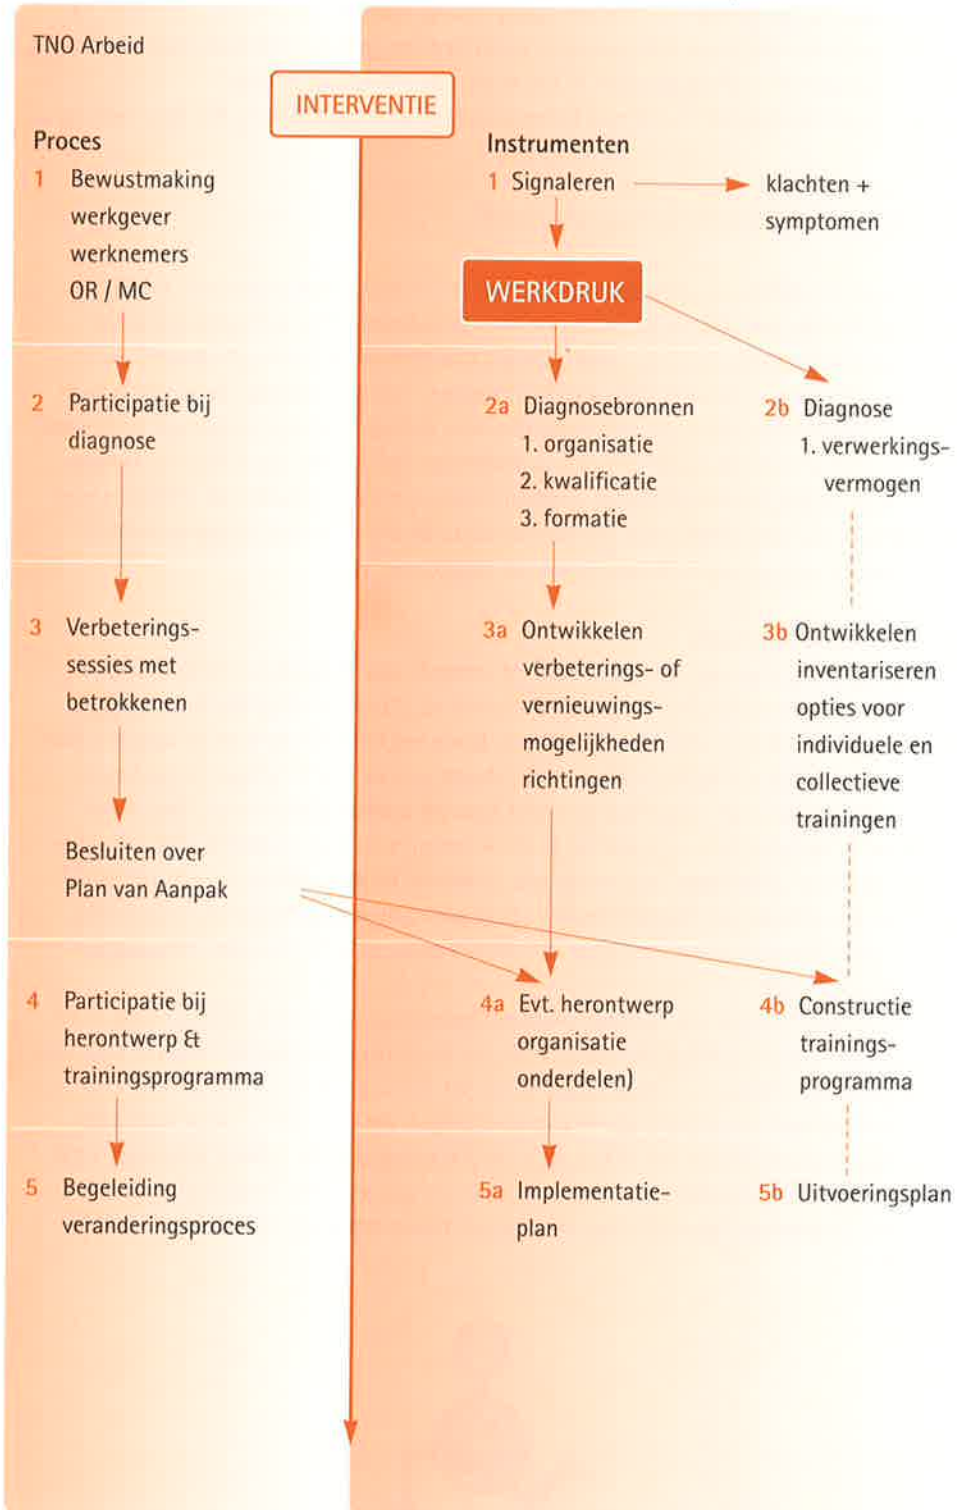 TNO Arbeid
INTERVENTIE
Proces
1 Bewustmaking
werkgever
werknemers
OR / MC
2 Participatie bij
diagnose
3 Verbeterings-
sessies met
betrokkenen
Besluiten over
Plan van Aanpak
4 Participatie bij
herontwerp &
trainingsprogramma
5 Begeleiding
veranderingsproces
Instrumenten
1 Signaleren
klachten +
symptomen
WERKDRUK
2a Diagnosebronnen
1. organisatie
2. kwalificatie
3. formatie
2b Diagnose
1. verwerkings-
vermogen
3a Ontwikkelen
verbeterings- of
vernieuwings-
mogelijkheden
richtingen
3b Ontwikkelen
inventariseren
opties voor
individuele en
collectieve
trainingen
4a Evt. herontwerp
organisatie
onderdelen)
4b Constructie
trainings-
programma
5a Implementatie-
plan
5b Uitvoeringsplan